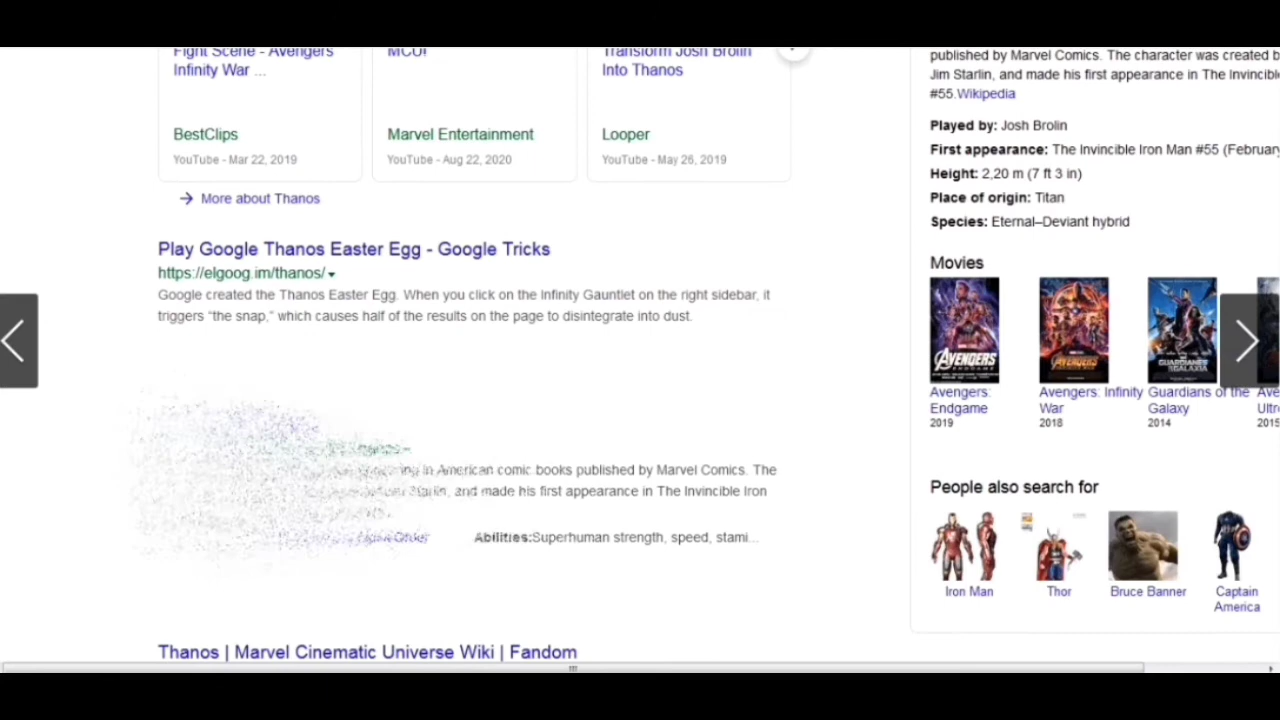 Fight Scene - Avengers
Infinity War ...
MCU!
Transform Josh Brolin
Into Thanos
BestClips
YouTube - Mar 22, 2019
Marvel Entertainment
YouTube - Aug 22, 2020
Looper
YouTube - May 26, 2019
More about Thanos
Play Google Thanos Easter Egg - Google Tricks
https://elgoog.im/thanos/
Google created the Thanos Easter Egg. When you click on the Infinity Gauntlet on the right sidebar, it
triggers “the snap,” which causes half of the results on the page to disintegrate into dust.
in American comic books published by Marvel Comics. The
Starlin, and made his first appearance in The Invincible Iron
Abilities:Superhuman strength, speed, stami...
Thanos | Marvel Cinematic Universe Wiki | Fandom
published by Marvel Comics. The character was created b
Jim Starlin, and made his first appearance in The Invincible
#55.Wikipedia
Played by: Josh Brolin
First appearance: The Invincible Iron Man #55 (February
Height: 2,20 m (7 ft 3 in)
Place of origin: Titan
Species: Eternal–Deviant hybrid
Movies
AVENGERS
AVENGERS
GUARDIANS
GALAXY
Avengers:
Endgame
2019
Avengers: Infinity
War
2018
Guardians of the
Galaxy
2014
Ave
Ultr
2015
People also search for
Iron Man
Thor
Bruce Banner
Captain
America